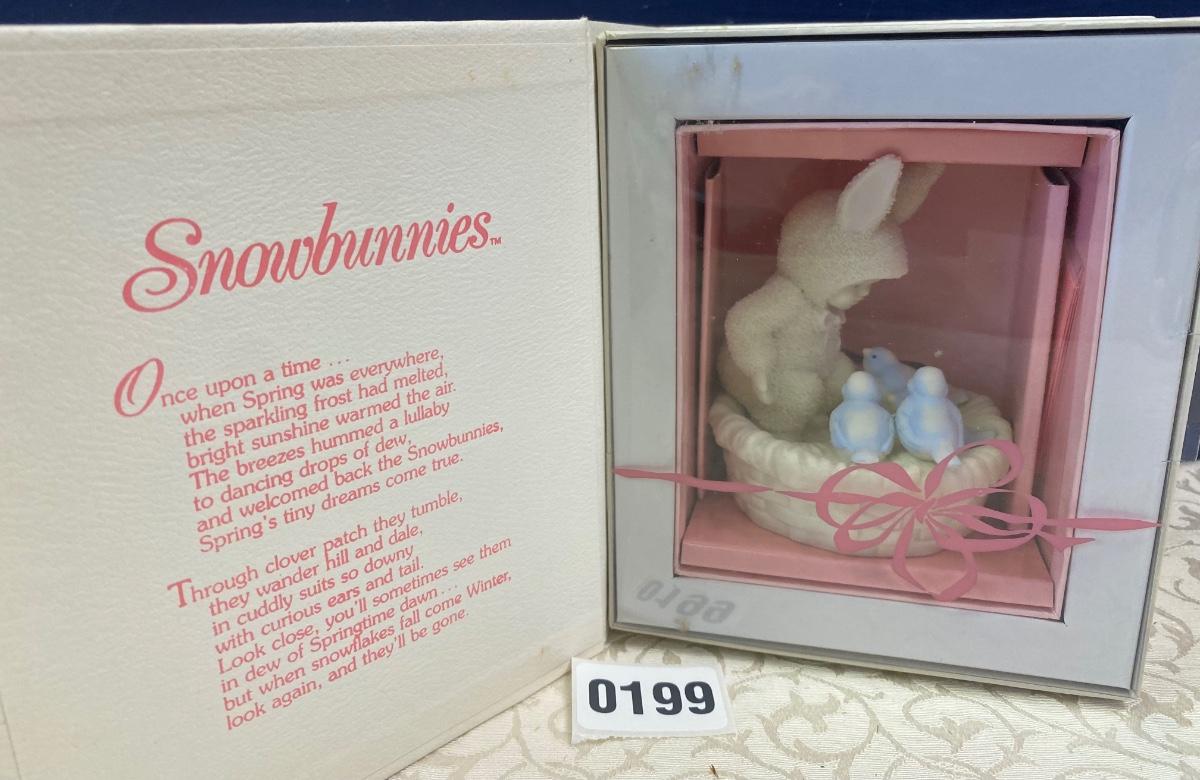 Snowbunnies™
Once upon a time ...
when Spring was everywhere,
the sparkling frost had melted,
bright sunshine warmed the air.
The breezes hummed a lullaby
to dancing drops of dew,
and welcomed back the Snowbunnies,
Spring's tiny dreams come true.
Through clover patch they tumble,
they wander hill and dale,
in cuddly suits so downy
with curious ears and tail.
Look close, you'll sometimes see them
in dew of Springtime dawn...
but when snowflakes fall come Winter,
look again, and they'll be gone.
0199
0199